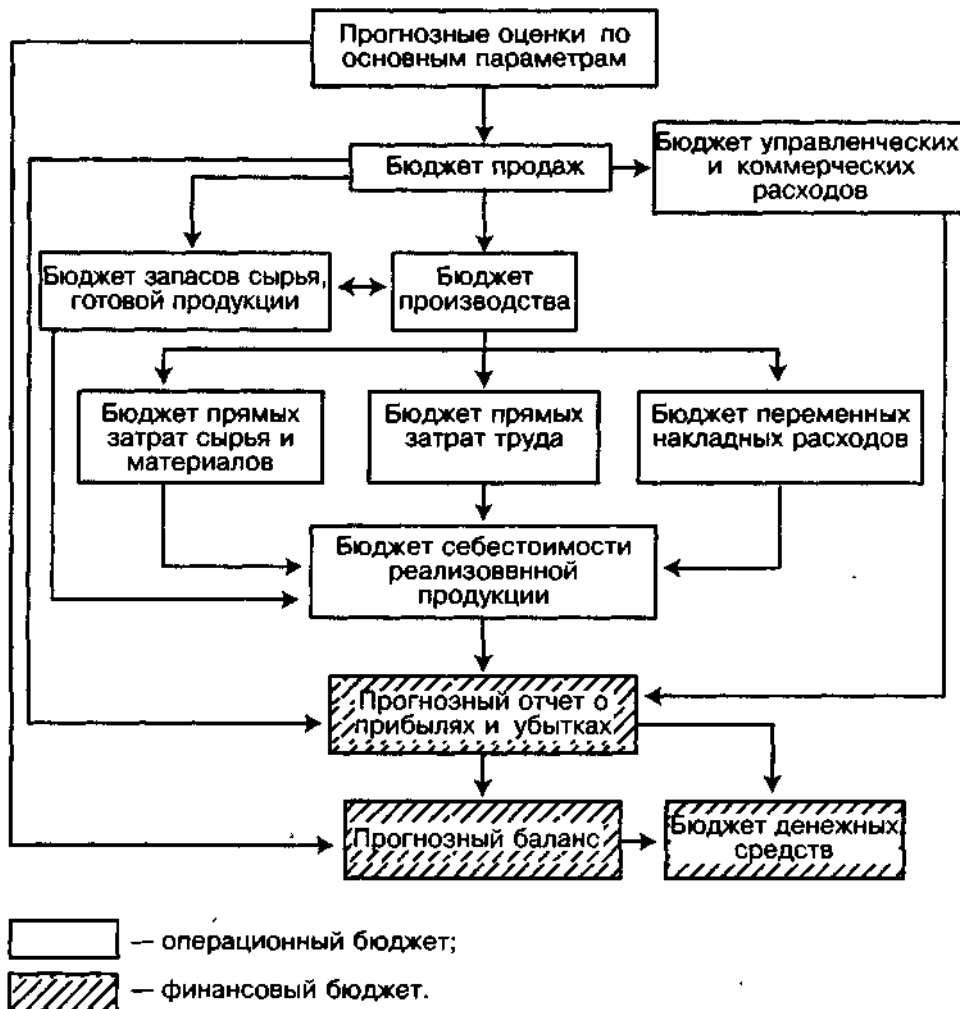 Прогнозные оценки по
основным параметрам
Бюджет продаж
Бюджет управленческих
и коммерческих
расходов
Бюджет запасов сырья,
готовой продукции
Бюджет
производства
Бюджет прямых
затрат сырья и
материалов
Бюджет прямых
затрат труда
Бюджет переменных
накладных расходов
Бюджет себестоимости
реализоввнной
продукции
Прогнозный отчет о
прибылях и убытках
Прогнозный баланс
Бюджет денежных
средств
— операционный бюджет;
— финансовый бюджет.